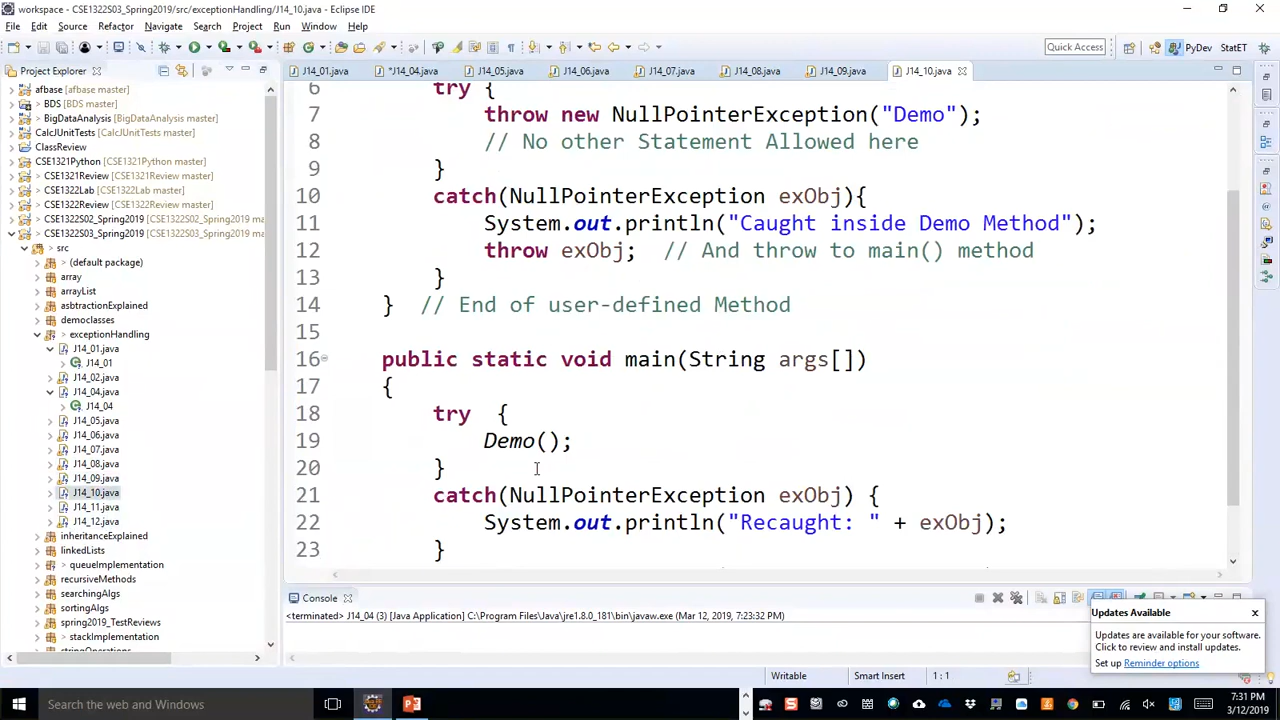 workspace - CSE1322S03_Spring2019/src/exceptionHandling/J14_10.java - Eclipse IDE
File Edit Source Refactor Navigate Search Project Run Window Help
Quick Access
PyDev
StatET
Project Explorer
J14_01.java
*J14_04.java
J14_05.java
J14_06.java
J14_07.java
J14_08.java
J14_09.java
J14_10.java
afbase [afbase master]
> BDS [BDS master]
> BigDataAnalysis [BigDataAnalysis master]
CalcJUnitTests [CalcJUnitTests master]
ClassReview
CSE1321Python [CSE1321Python master]
> CSE1321Review [CSE1321Review master]
> CSE1322Lab [CSE1322Lab master]
> CSE1322Review [CSE1322Review master]
> CSE1322S02_Spring2019 [CSE1322S02_Spring2019 ma
> CSE1322S03_Spring2019 [CSE1322S03_Spring2019 ma
> src
> (default package)
array
arrayList
asbtractionExplained
democlasses
> exceptionHandling
J14_01.java
J14_01
J14_02.java
J14_04.java
J14_04
J14_05.java
J14_06.java
J14_07.java
J14_08.java
J14_09.java
J14_10.java
J14_11.java
J14_12.java
inheritanceExplained
linkedLists
> queueImplementation
recursiveMethods
searchingAlgs
sortingAlgs
spring2019_TestReviews
> stackImplementation
6 try {
7 throw new NullPointerException("Demo");
8 // No other Statement Allowed here
9 }
10 catch(NullPointerException exObj){
11 System.out.println("Caught inside Demo Method");
12 throw exObj; // And throw to main() method
13 }
14 } // End of user-defined Method
15
16 public static void main(String args[])
17 {
18 try {
19 Demo();
20 }
21 catch(NullPointerException exObj) {
22 System.out.println("Recaught: " + exObj);
23 }
Console
<terminated> J14_04 (3) [Java Application] C:\Program Files\Java\jre1.8.0_181\bin\javaw.exe (Mar 12, 2019, 7:23:32 PM)
Updates Available
Updates are available for your software.
Click to review and install updates.
Set up Reminder options
Writable
Smart Insert
1 : 1
Search the web and Windows
7:31 PM
3/12/2019